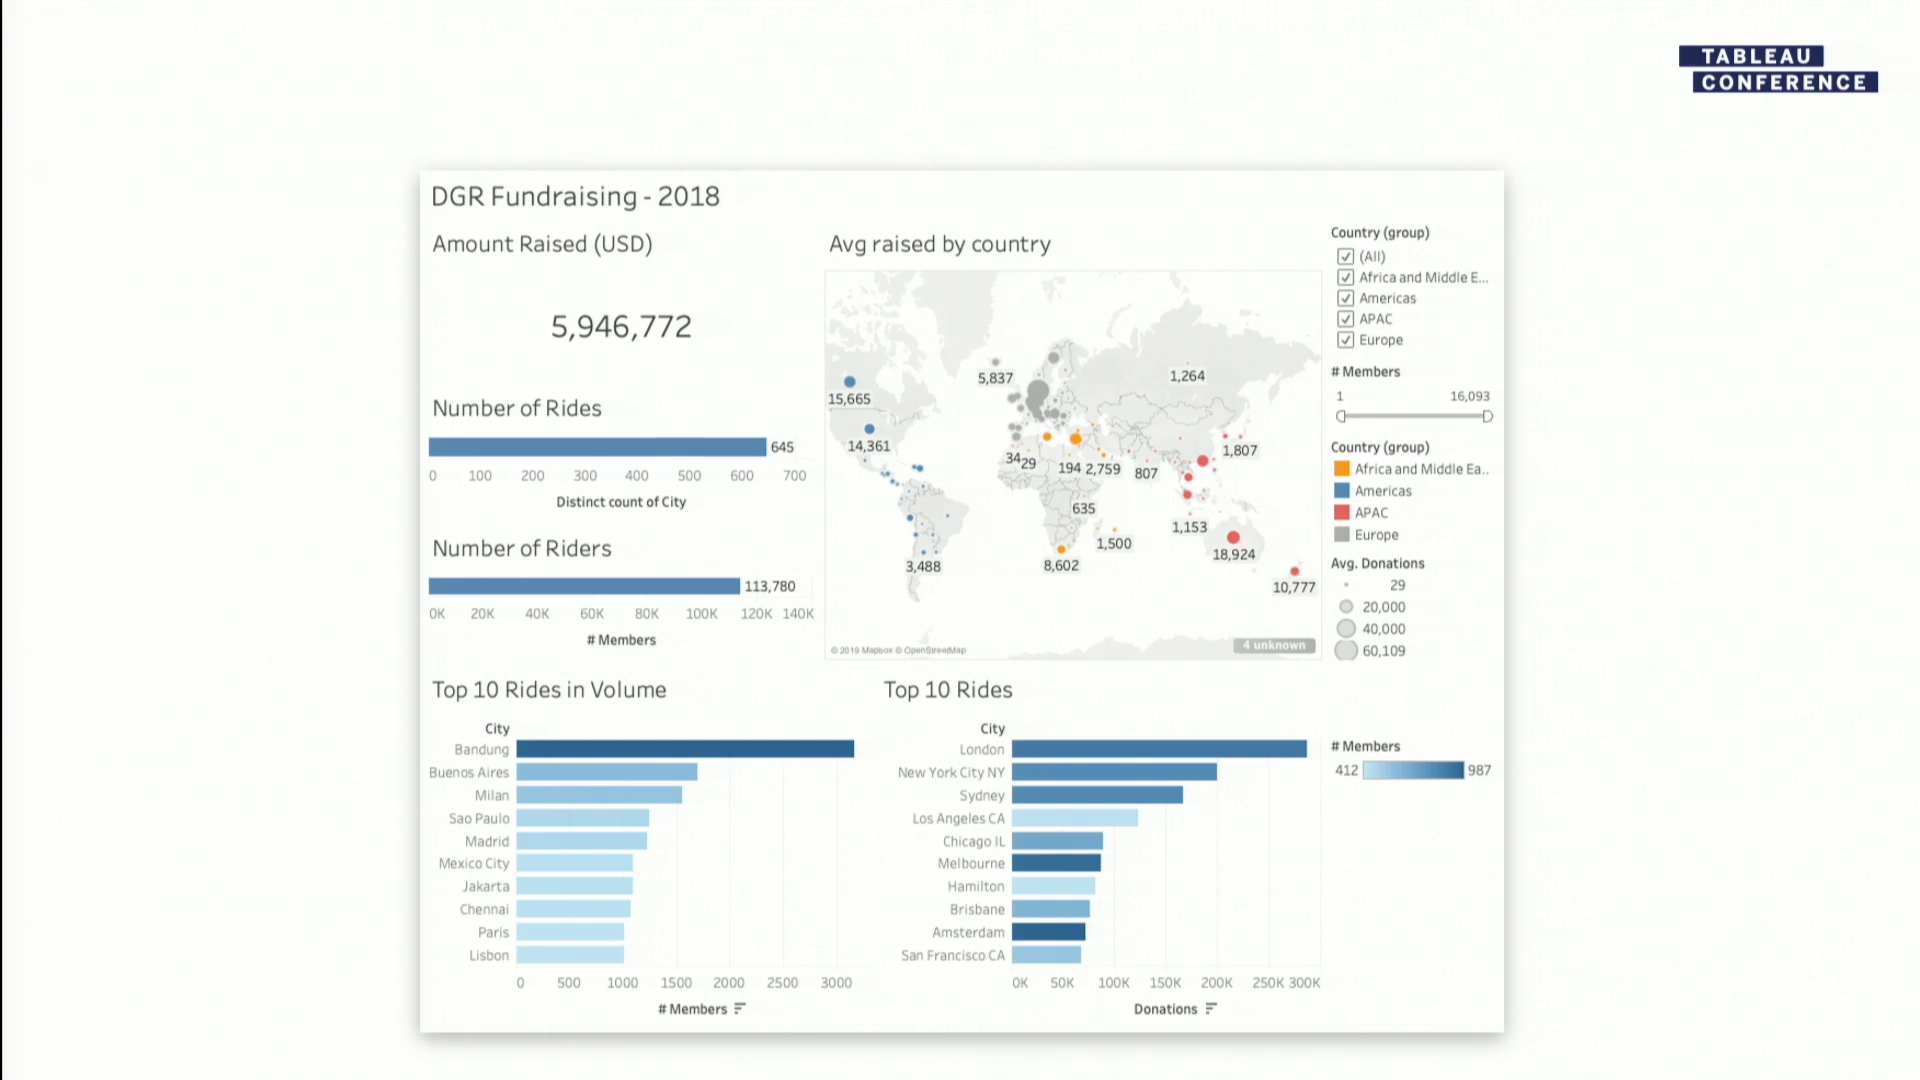 TABLEAU
CONFERENCE
DGR Fundraising - 2018
Amount Raised (USD)
5,946,772
Number of Rides
645
0 100 200 300 400 500 600 700
Distinct count of City
Number of Riders
113,780
0K 20K 40K 60K 80K 100K 120K 140K
# Members
Avg raised by country
5,837
1,264
15,665
14,361
34
29
194
2,759
807
1,807
635
1,153
1,500
18,924
3,488
8,602
10,777
© 2019 Mapbox © OpenStreetMap
4 unknown
Country (group)
(All)
Africa and Middle E...
Americas
APAC
Europe
# Members
1 16,093
Country (group)
Africa and Middle Ea..
Americas
APAC
Europe
Avg. Donations
29
20,000
40,000
60,109
Top 10 Rides in Volume
City
Bandung
Buenos Aires
Milan
Sao Paulo
Madrid
Mexico City
Jakarta
Chennai
Paris
Lisbon
0 500 1000 1500 2000 2500 3000
# Members
Top 10 Rides
City
London
New York City NY
Sydney
Los Angeles CA
Chicago IL
Melbourne
Hamilton
Brisbane
Amsterdam
San Francisco CA
0K 50K 100K 150K 200K 250K 300K
Donations
# Members
412 987